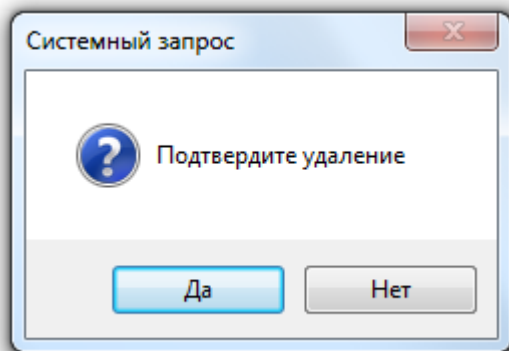 Системный запрос
Подтвердите удаление
Да
Нет